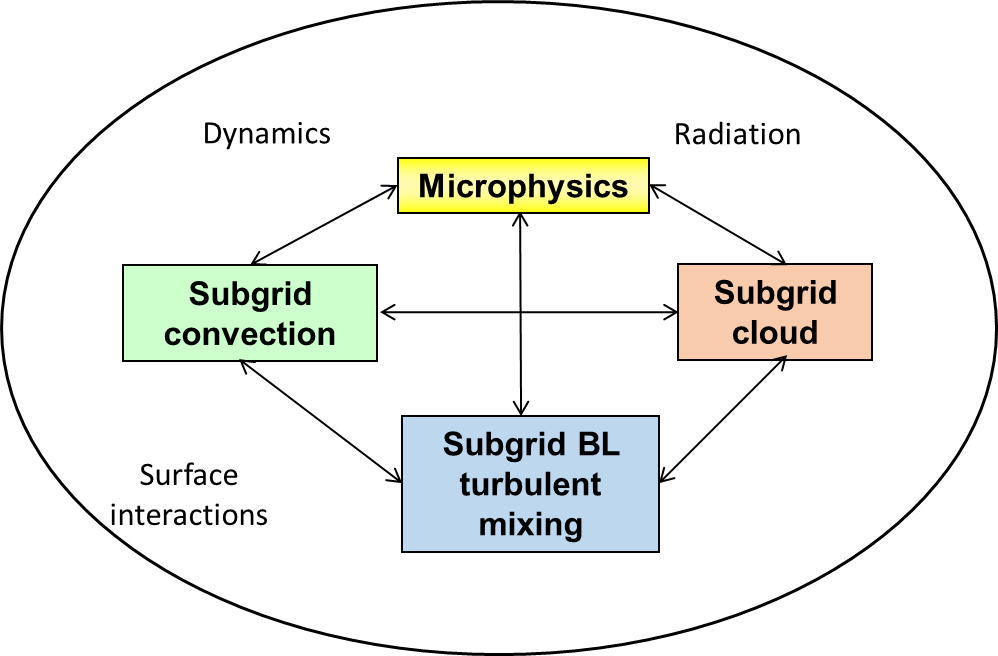 Dynamics
Radiation
Microphysics
Subgrid
convection
Subgrid
cloud
Subgrid BL
turbulent
mixing
Surface
interactions